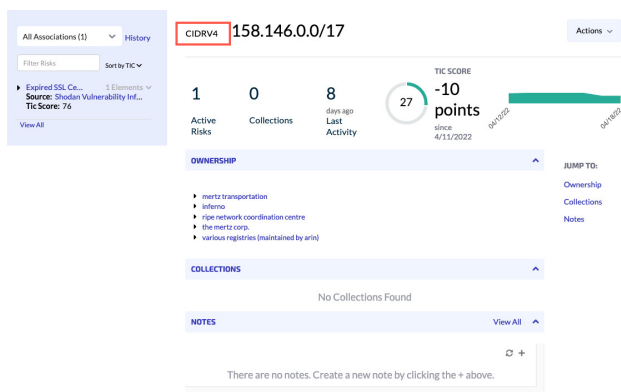 All Associations (1)
History
Filter Risks
Sort by TIC
Expired SSL Ce... 1 Elements
Source: Shodan Vulnerability Inf...
Tic Score: 76
View All
CIDRV4 158.146.0.0/17
Actions
1
Active
Risks
0
Collections
8
days ago
Last
Activity
27
TIC SCORE
-10
points
since
4/11/2022
04/12/22
04/18/22
OWNERSHIP
mertz transportation
inferno
ripe network coordination centre
the mertz corp.
various registries (maintained by arin)
COLLECTIONS
No Collections Found
NOTES View All
There are no notes. Create a new note by clicking the + above.
JUMP TO:
Ownership
Collections
Notes